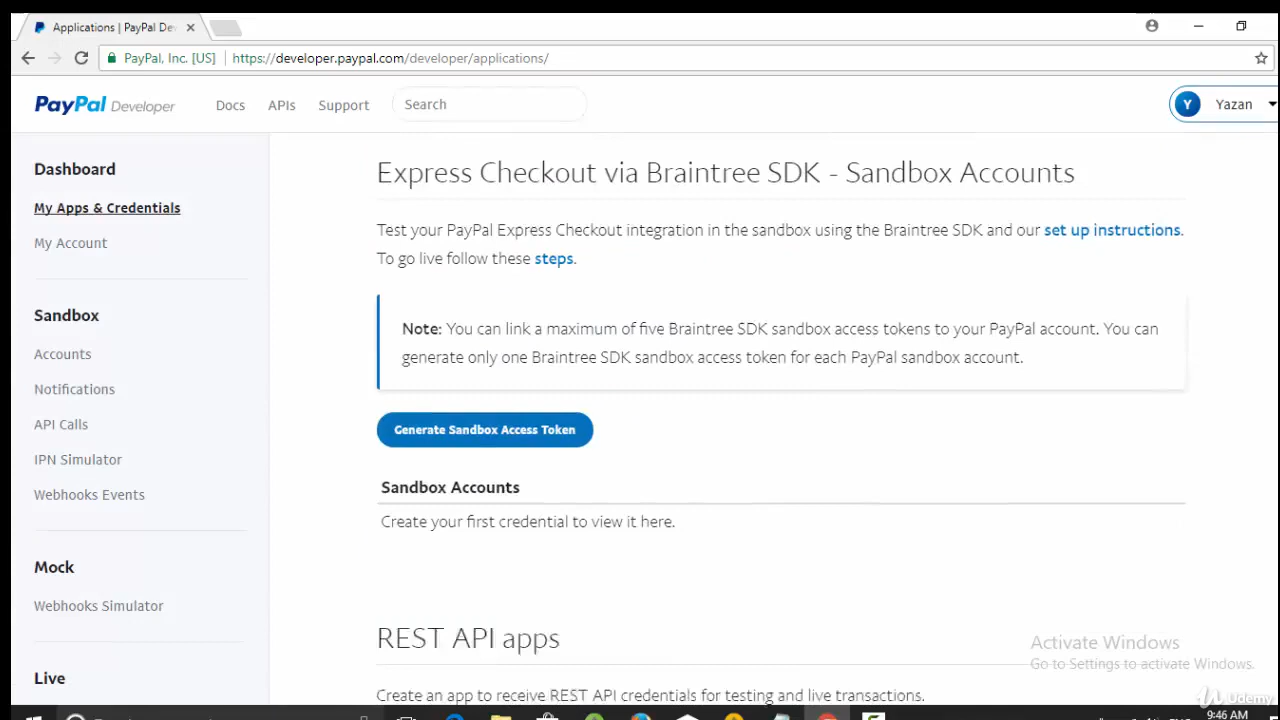 Applications | PayPal De
PayPal, Inc. [US] https://developer.paypal.com/developer/applications/
PayPal Developer Docs APIs Support Search Y Yazan
Dashboard
My Apps & Credentials
My Account
Sandbox
Accounts
Notifications
API Calls
IPN Simulator
Webhooks Events
Mock
Webhooks Simulator
Live
Express Checkout via Braintree SDK - Sandbox Accounts
Test your PayPal Express Checkout integration in the sandbox using the Braintree SDK and our set up instructions.
To go live follow these steps.
Note: You can link a maximum of five Braintree SDK sandbox access tokens to your PayPal account. You can
generate only one Braintree SDK sandbox access token for each PayPal sandbox account.
Generate Sandbox Access Token
Sandbox Accounts
Create your first credential to view it here.
REST API apps
Create an app to receive REST API credentials for testing and live transactions.
Activate Windows
Go to Settings to activate Windows.
Udemy
9:46 AM